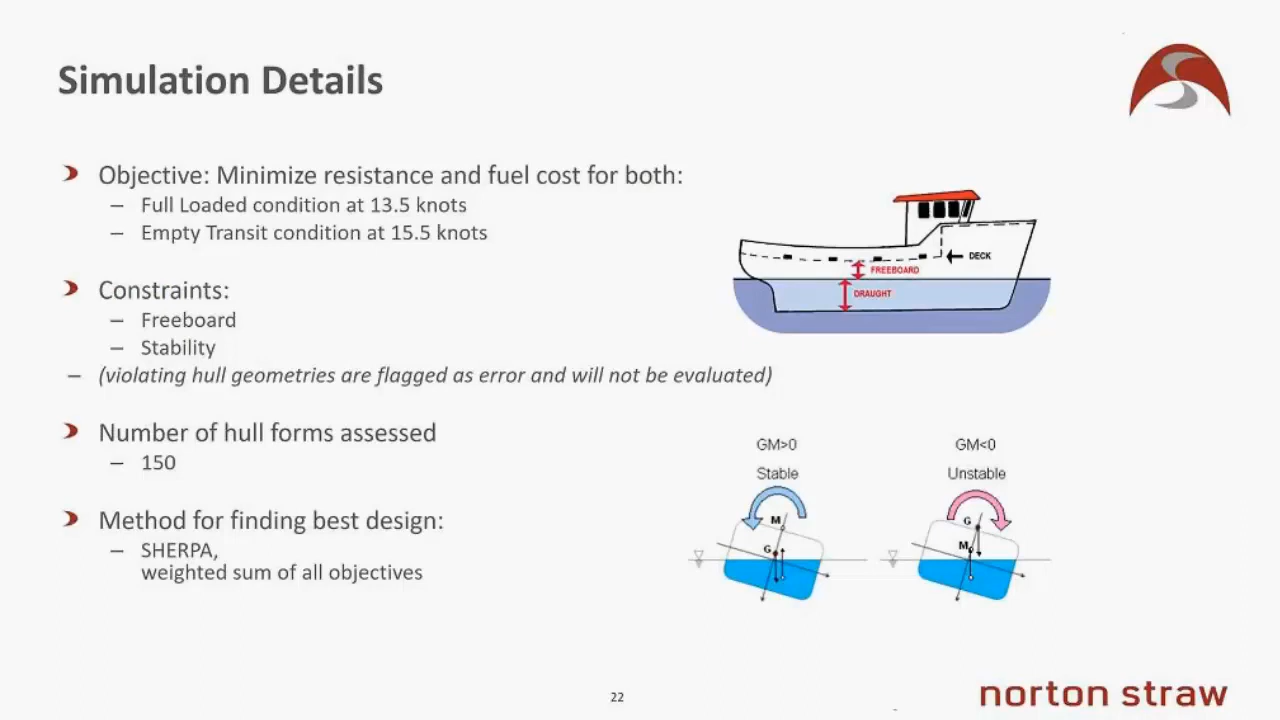 Simulation Details
Objective: Minimize resistance and fuel cost for both:
– Full Loaded condition at 13.5 knots
– Empty Transit condition at 15.5 knots
Constraints:
– Freeboard
– Stability
– (violating hull geometries are flagged as error and will not be evaluated)
Number of hull forms assessed
– 150
Method for finding best design:
– SHERPA,
weighted sum of all objectives
DECK
FREEBOARD
DRAUGHT
GM>0
Stable
M
G
GM<0
Unstable
G
M
22
norton straw